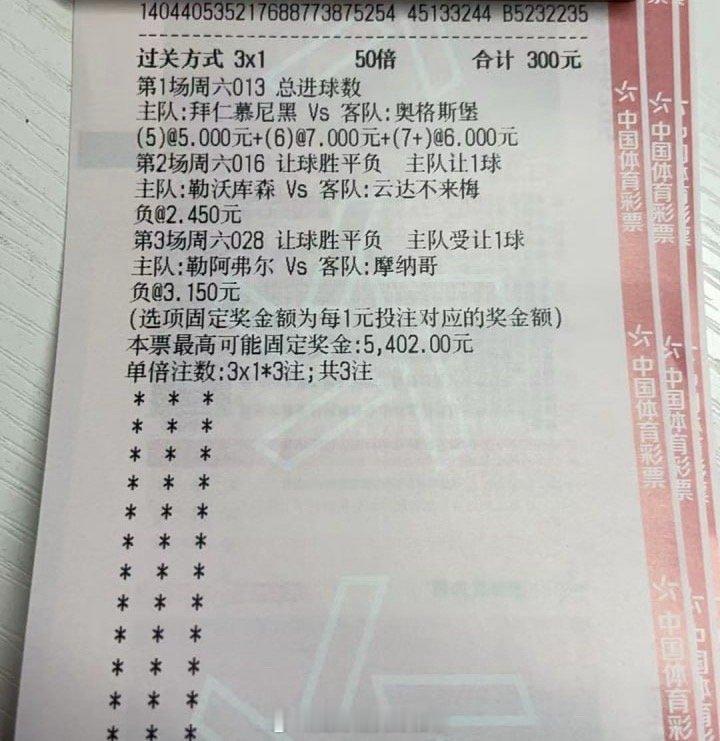 140440535217688773875254 45133244 B5232235
过关方式 3x1 50倍 合计 300元
第1场周六013 总进球数
主队:拜仁慕尼黑 Vs 客队:奥格斯堡
(5)@5.000元+(6)@7.000元+(7+)@6.000元
第2场周六016 让球胜平负 主队让1球
主队:勒沃库森 Vs 客队:云达不来梅
负@2.450元
第3场周六028 让球胜平负 主队受让1球
主队:勒阿弗尔 Vs 客队:摩纳哥
负@3.150元
(选项固定奖金额为每1元投注对应的奖金额)
本票最高可能固定奖金:5,402.00元
单倍注数:3x1*3注;共3注
* * *
* * *
* * *
* * *
* * *
* * *
* * *
* * *
* * *
* * *
* * *
* * *
中国体育彩票
中国体育彩票
中国体育彩票
中国体育彩票
中国体育彩票